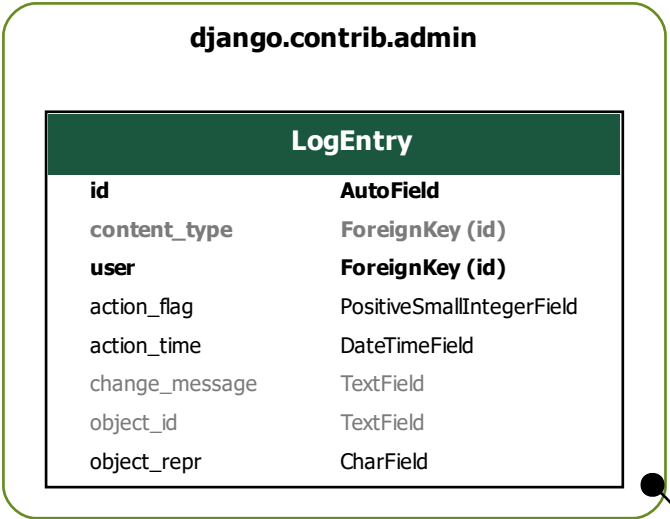 django.contrib.admin
LogEntry
id AutoField
content_type ForeignKey (id)
user ForeignKey (id)
action_flag PositiveSmallIntegerField
action_time DateTimeField
change_message TextField
object_id TextField
object_repr CharField